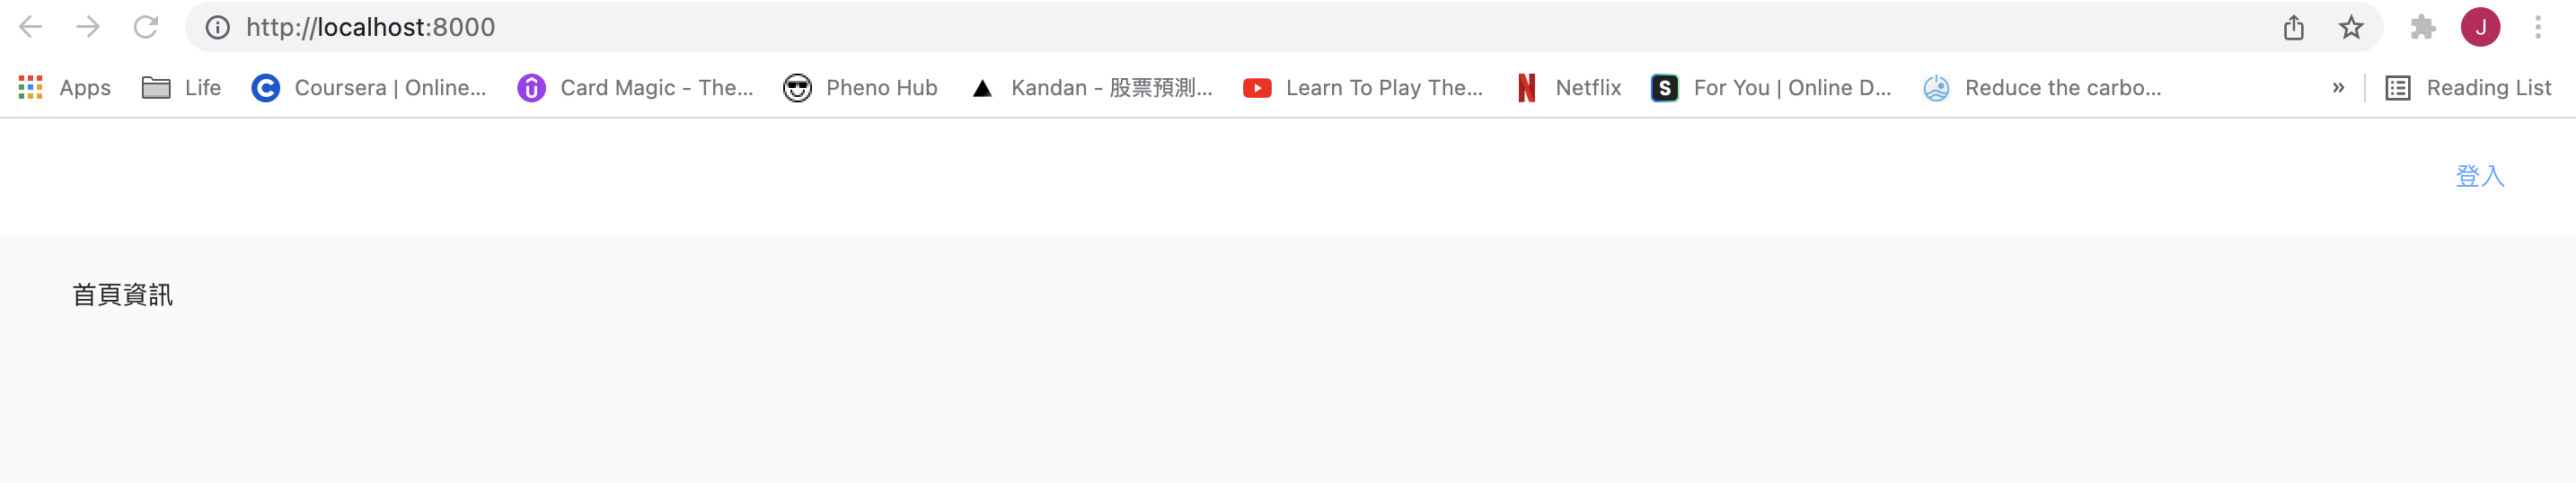 http://localhost:8000
J
Apps Life Coursera | Online... Card Magic - The... Pheno Hub Kandan - 股票預測... Learn To Play The... Netflix For You | Online D... Reduce the carbo... » Reading List
登入
首頁資訊